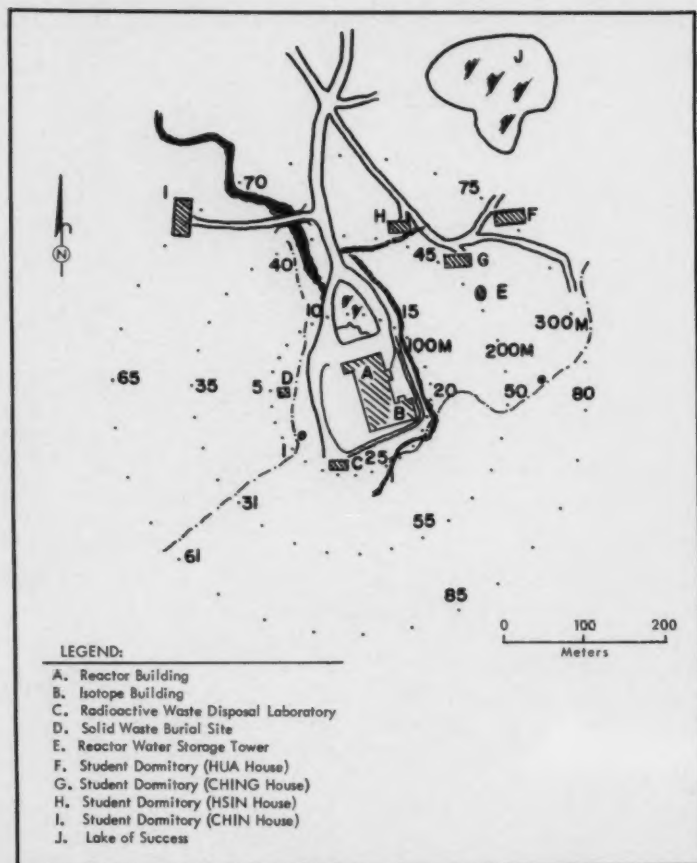 J
70
75
I
H
F
40
45
G
E
10
15
300M
100M
200M
65
35
5
D
A
20
50
80
B
1
25
C
31
55
61
85
0 100 200
Meters
N
LEGEND:
A. Reactor Building
B. Isotope Building
C. Radioactive Waste Disposal Laboratory
D. Solid Waste Burial Site
E. Reactor Water Storage Tower
F. Student Dormitory (HUA House)
G. Student Dormitory (CHING House)
H. Student Dormitory (HSIN House)
I. Student Dormitory (CHIN House)
J. Lake of Success